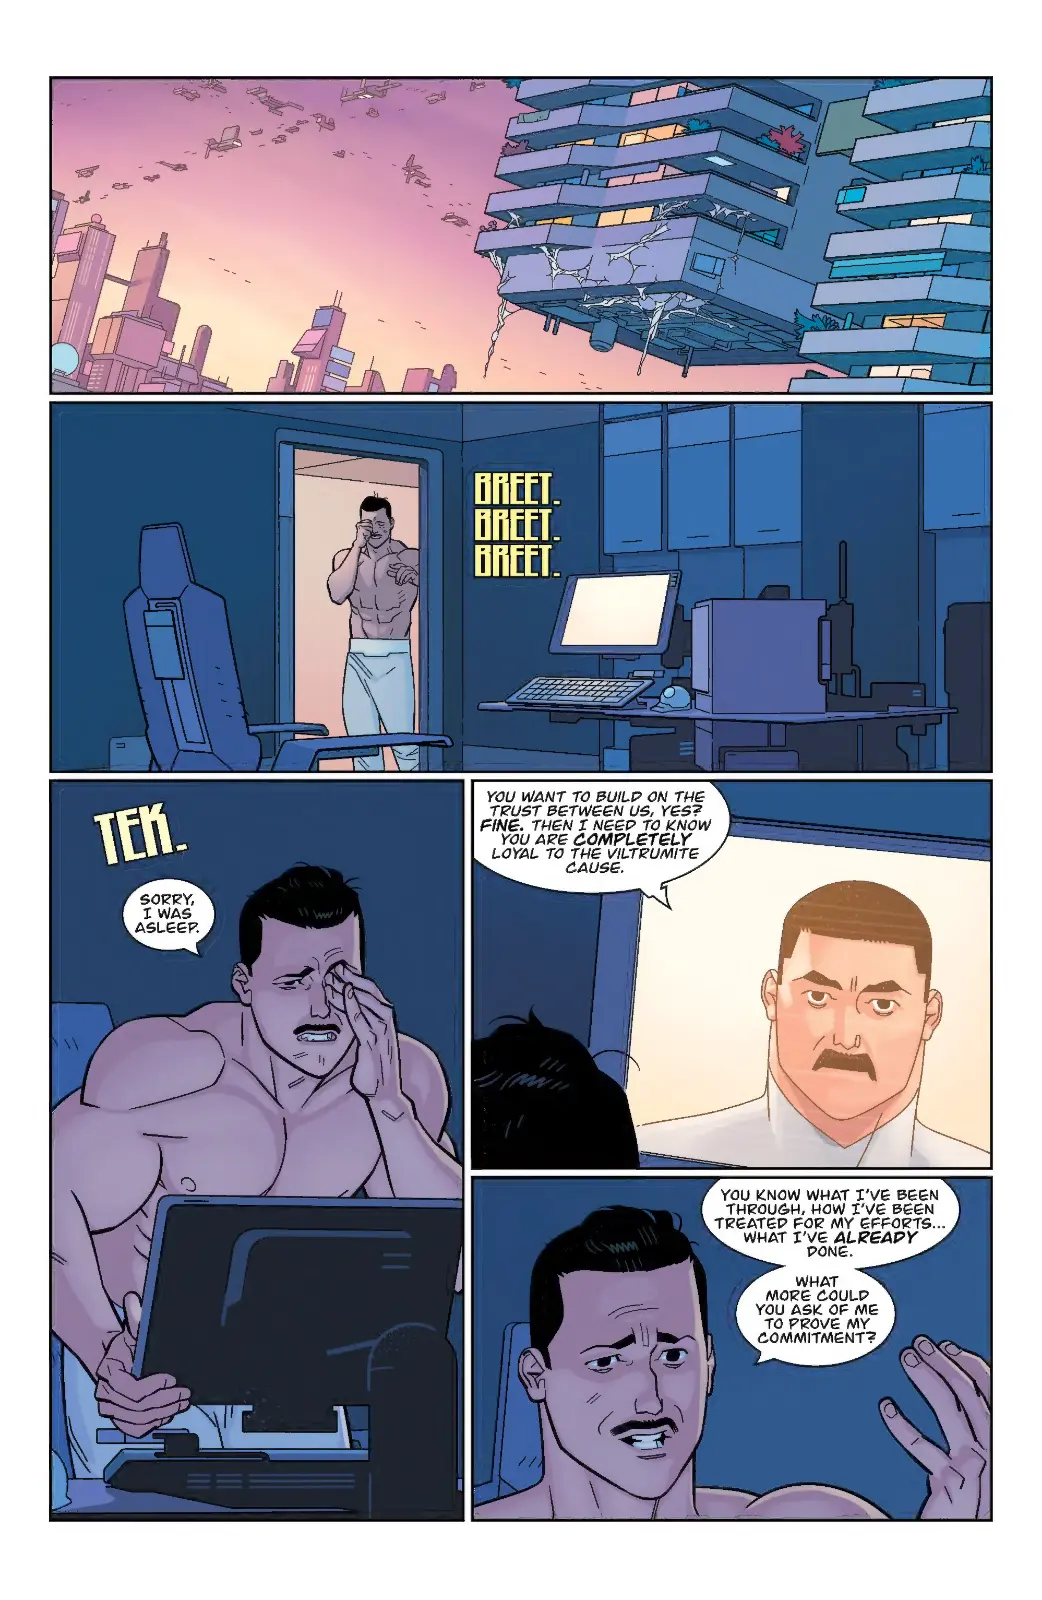 BREET.
BREET.
BREET.
TEK.
SORRY,
I WAS
ASLEEP.
YOU WANT TO BUILD ON THE
TRUST BETWEEN US, YES?
FINE. THEN I NEED TO KNOW
YOU ARE COMPLETELY
LOYAL TO THE VILTRUMITE
CAUSE.
YOU KNOW WHAT I'VE BEEN
THROUGH, HOW I'VE BEEN
TREATED FOR MY EFFORTS...
WHAT I'VE ALREADY
DONE.
WHAT
MORE COULD
YOU ASK OF ME
TO PROVE MY
COMMITMENT?